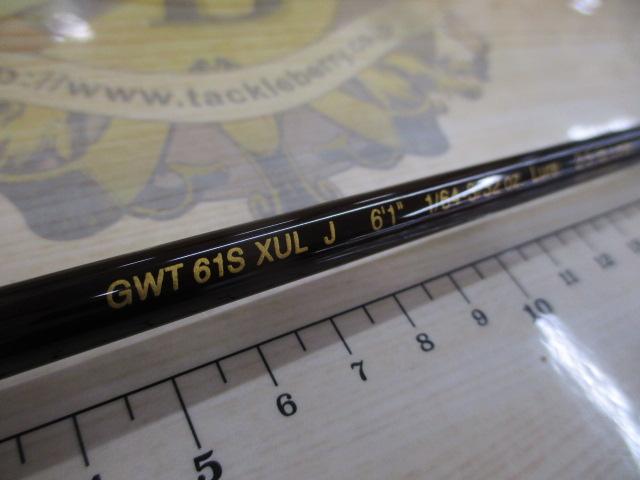 ://www.tackleberry.co.
GWT 61S XUL J 6'1" 1/64-3/32 oz. Lure
5 6 7 8 9 10 11 12 13